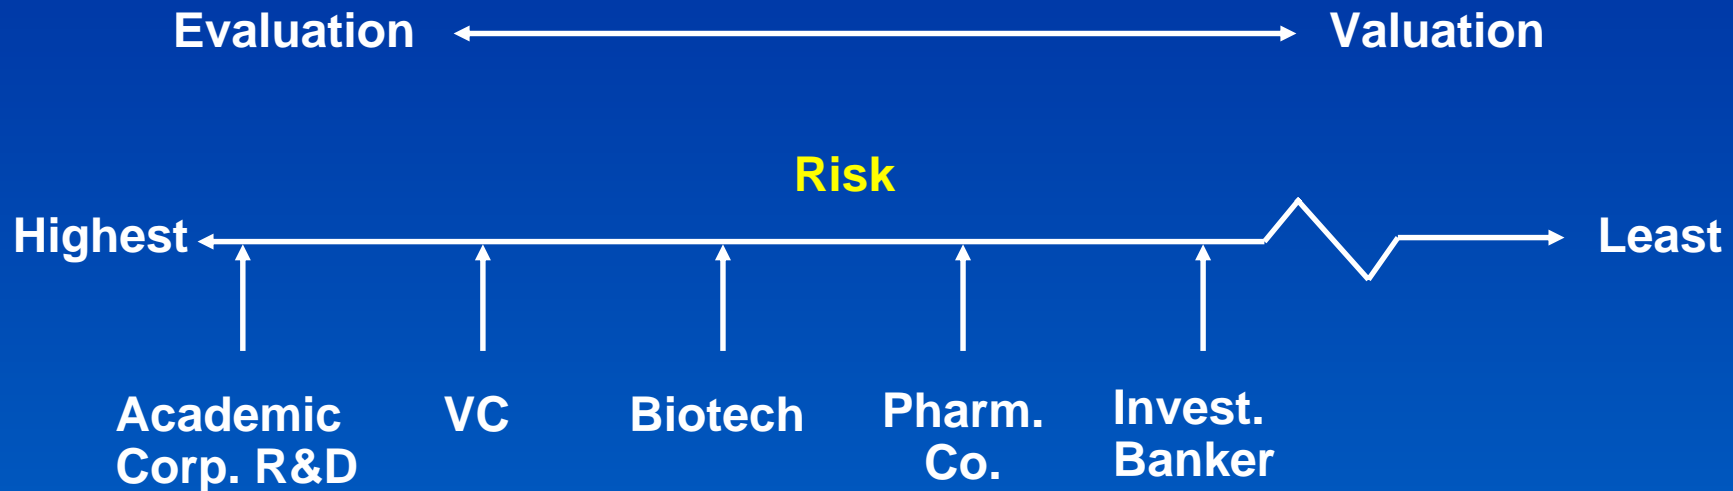 Evaluation Valuation
Risk
Highest Least
Academic
Corp. R&D
VC
Biotech
Pharm.
Co.
Invest.
Banker